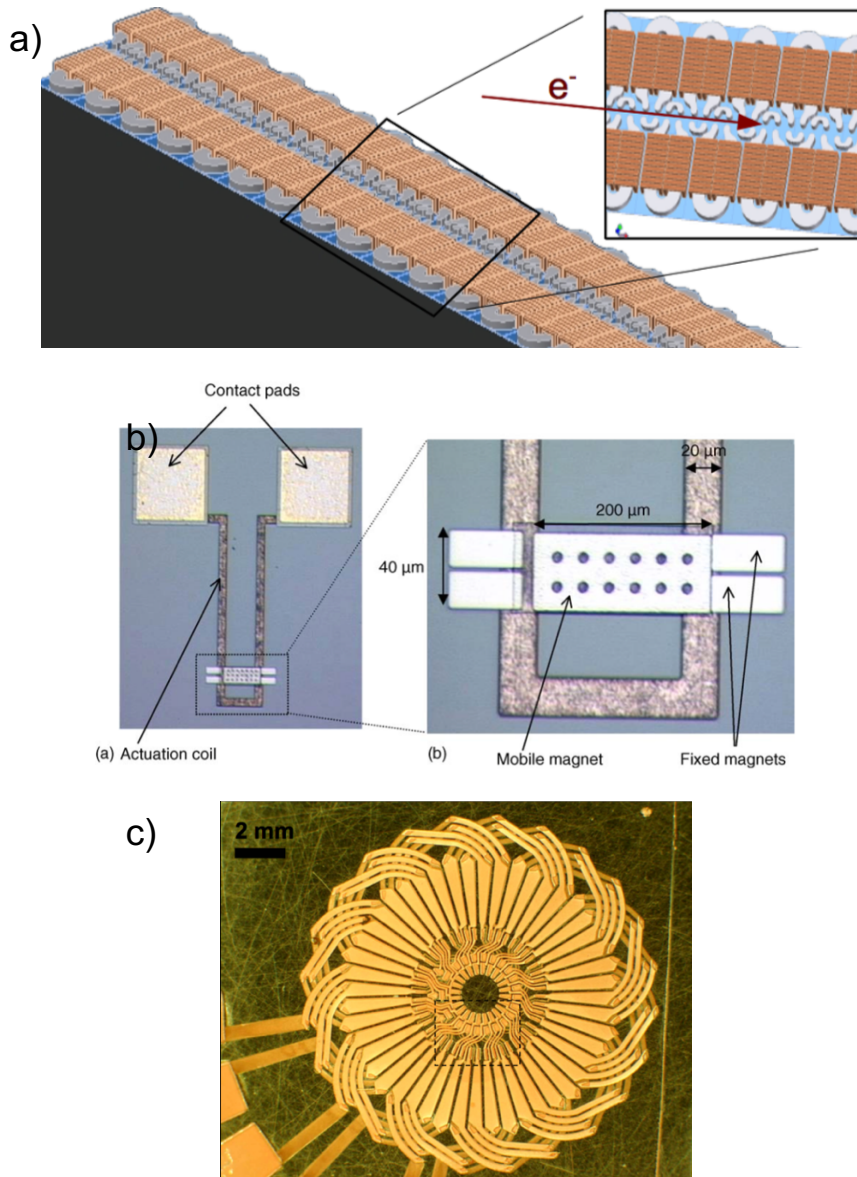 a)
e-
b)
Contact pads
20 µm
200 µm
40 µm
(a) Actuation coil
(b)
Mobile magnet
Fixed magnets
c)
2 mm